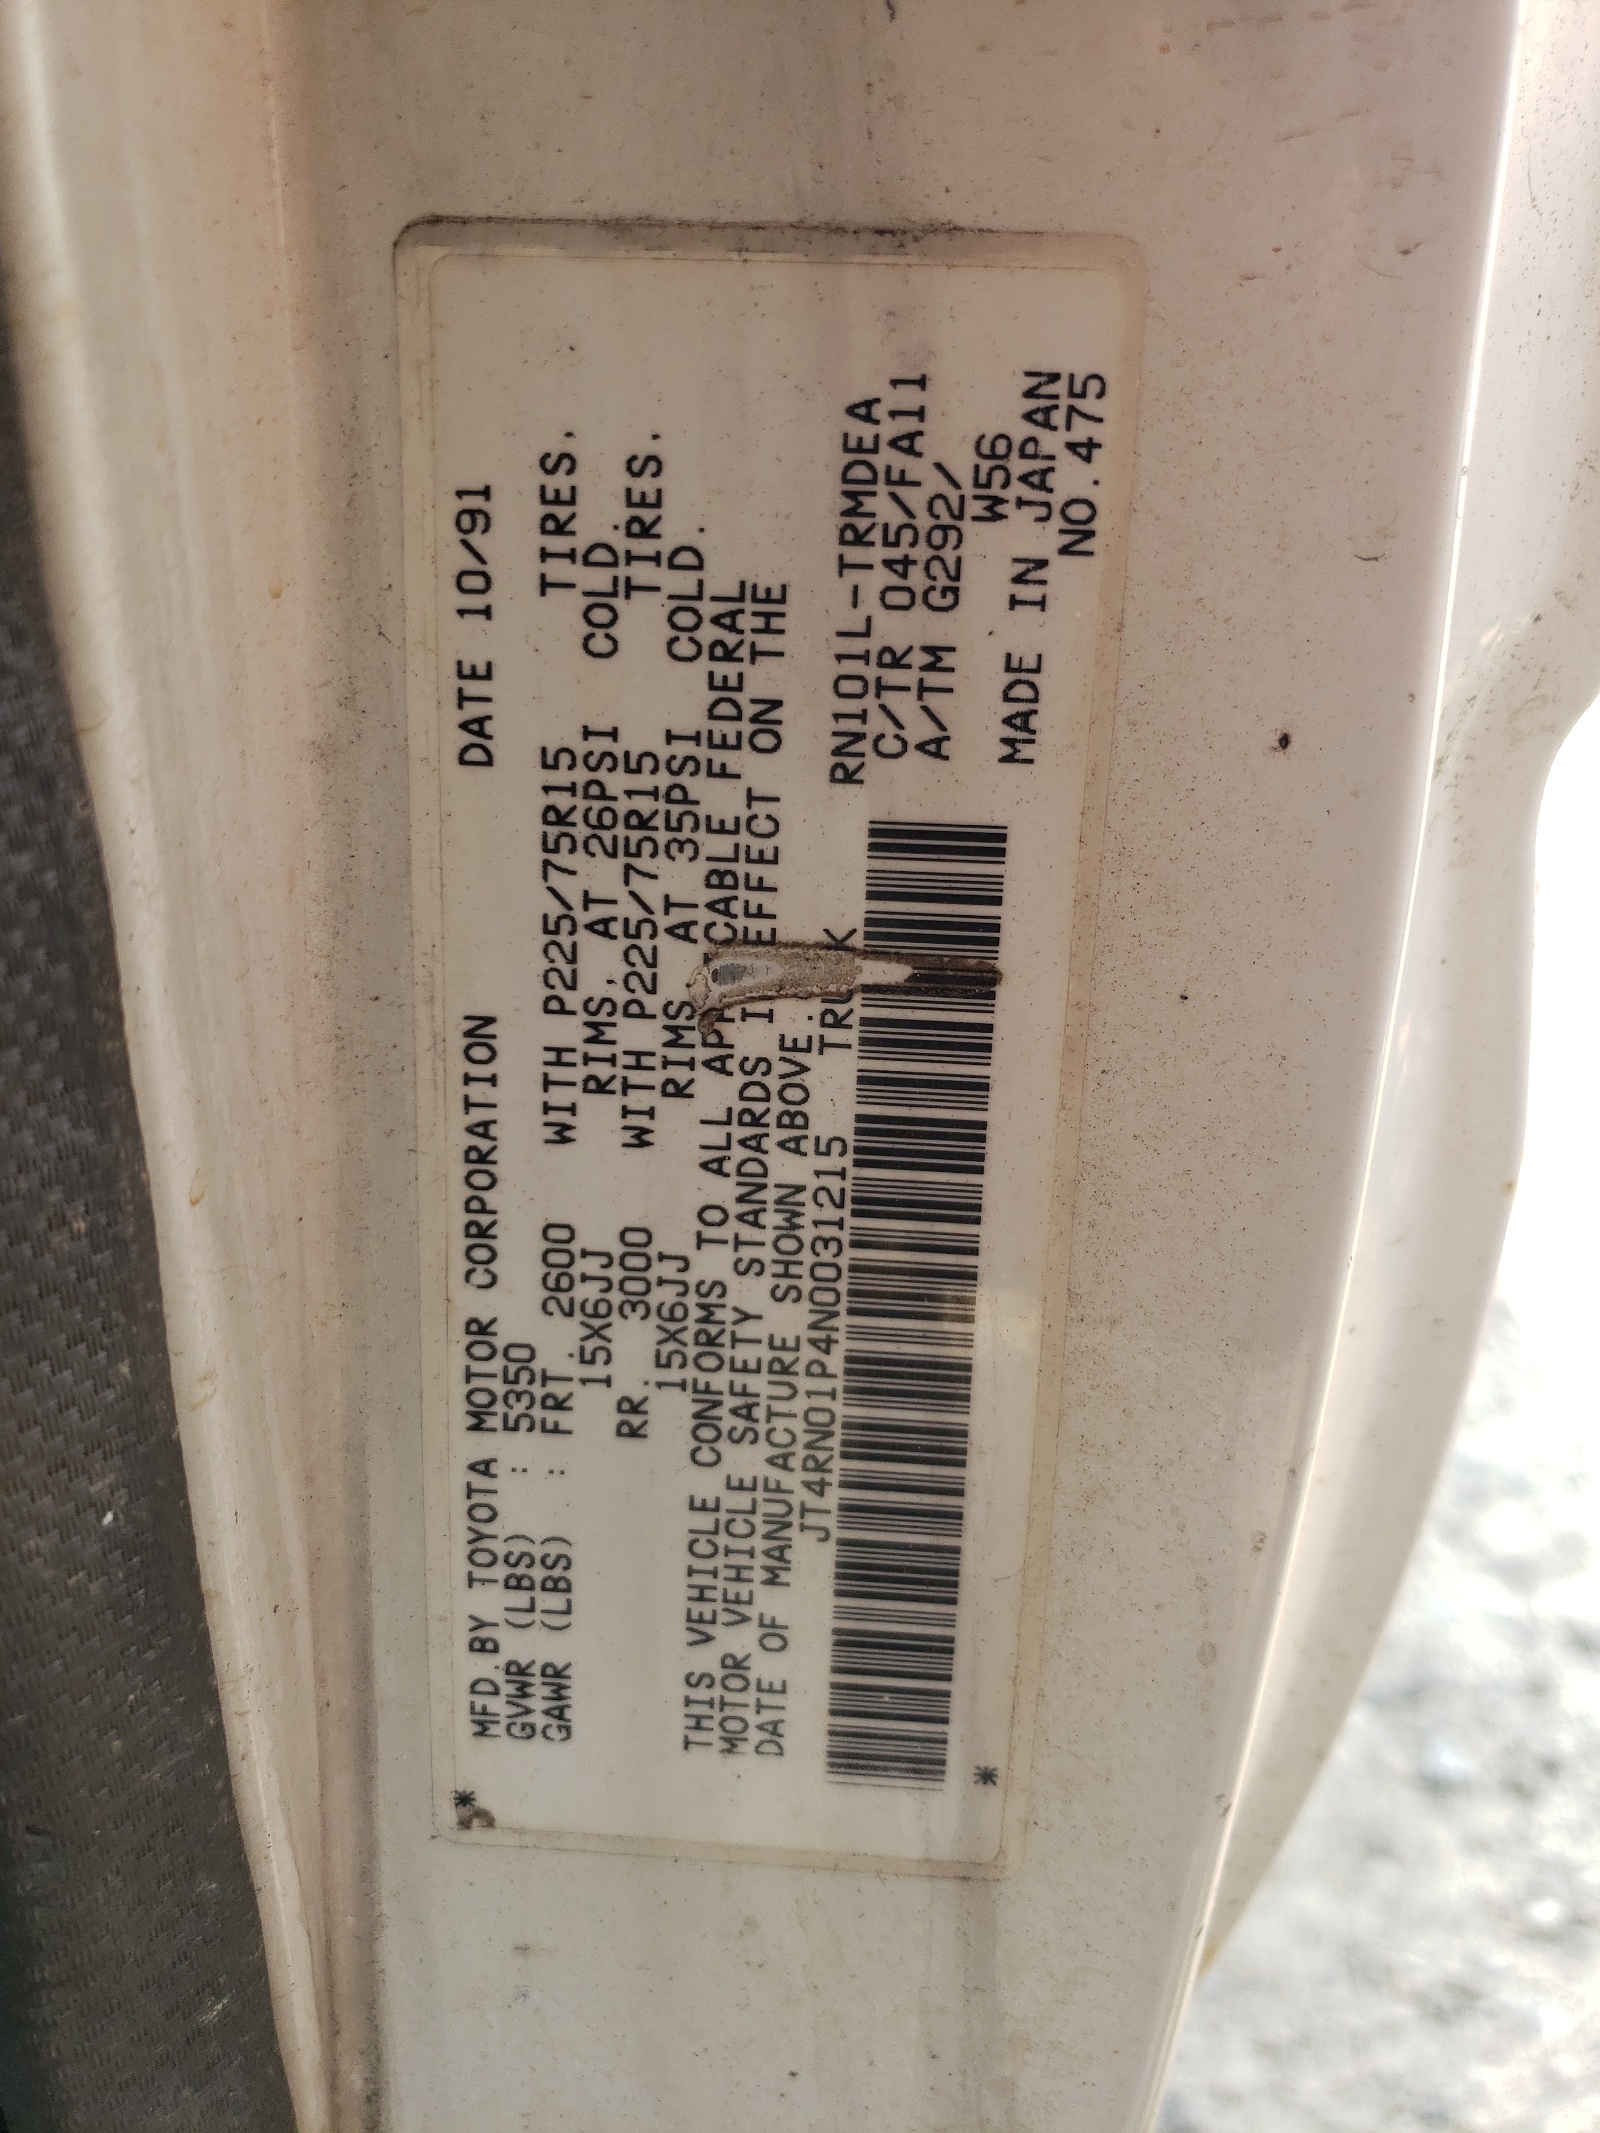 *
MFD.BY TOYOTA MOTOR CORPORATION DATE 10/91
GVWR (LBS) : 5350
GAWR (LBS) : FRT. 2600 WITH P225/75R15 TIRES.
15X6JJ RIMS, AT 26PSI COLD.
RR. 3000 WITH P225/75R15 TIRES.
15X6JJ RIMS AT 35PSI COLD.
THIS VEHICLE CONFORMS TO ALL FEDERAL
MOTOR VEHICLE SAFETY STANDARDS EFFECT ON THE
DATE OF MANUFACTURE SHOWN ABOVE.
JT4RN01P4N0031215 RN101L-TRMDEA
C/TR 045/FA11
A/TM G292/
W56
* MADE IN JAPAN
NO.475